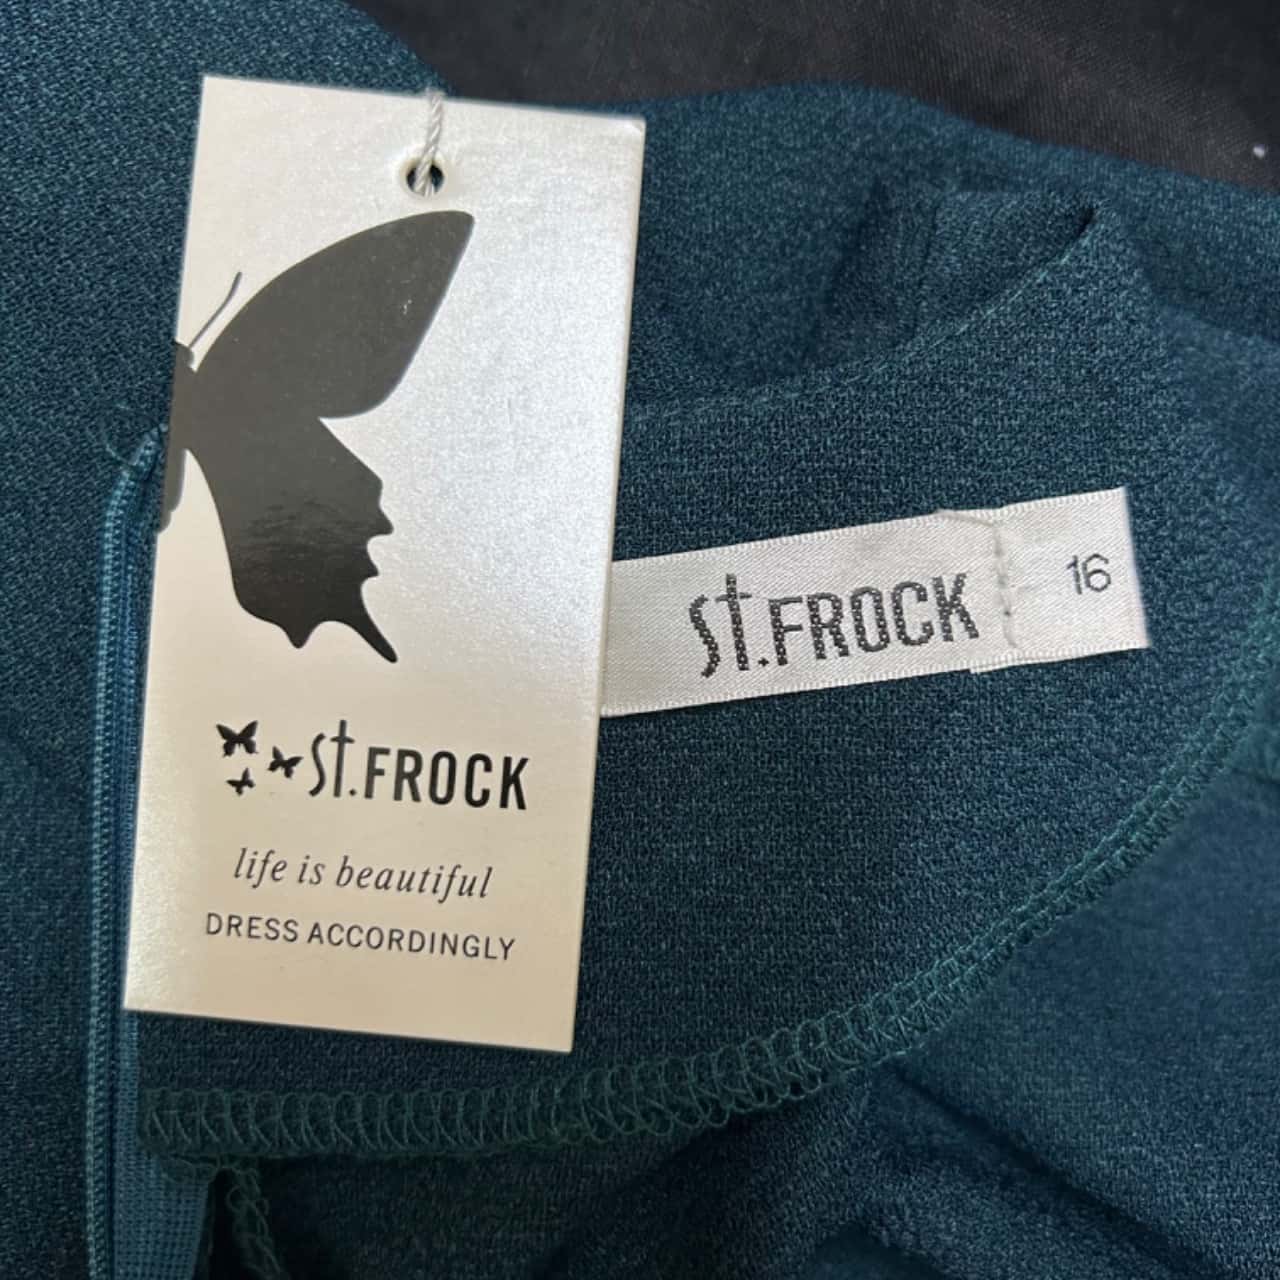 St.FROCK
life is beautiful
DRESS ACCORDINGLY
St.FROCK
16